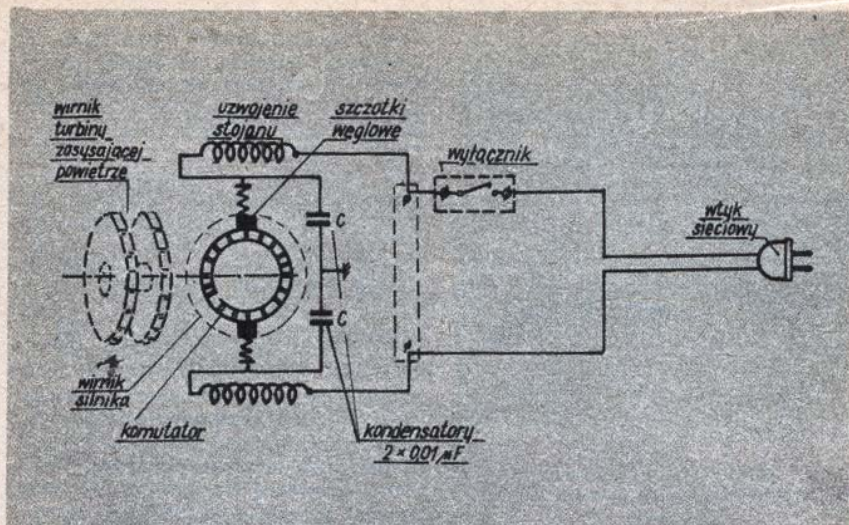 wirnik
turbiny
zasysającej
powietrze
uzwojenie
stojanu
szczotki
węglowe
wyłącznik
wtyk
sieciowy
C
C
wirnik
silnika
komutator
kondensatory
2 × 0,01 μF